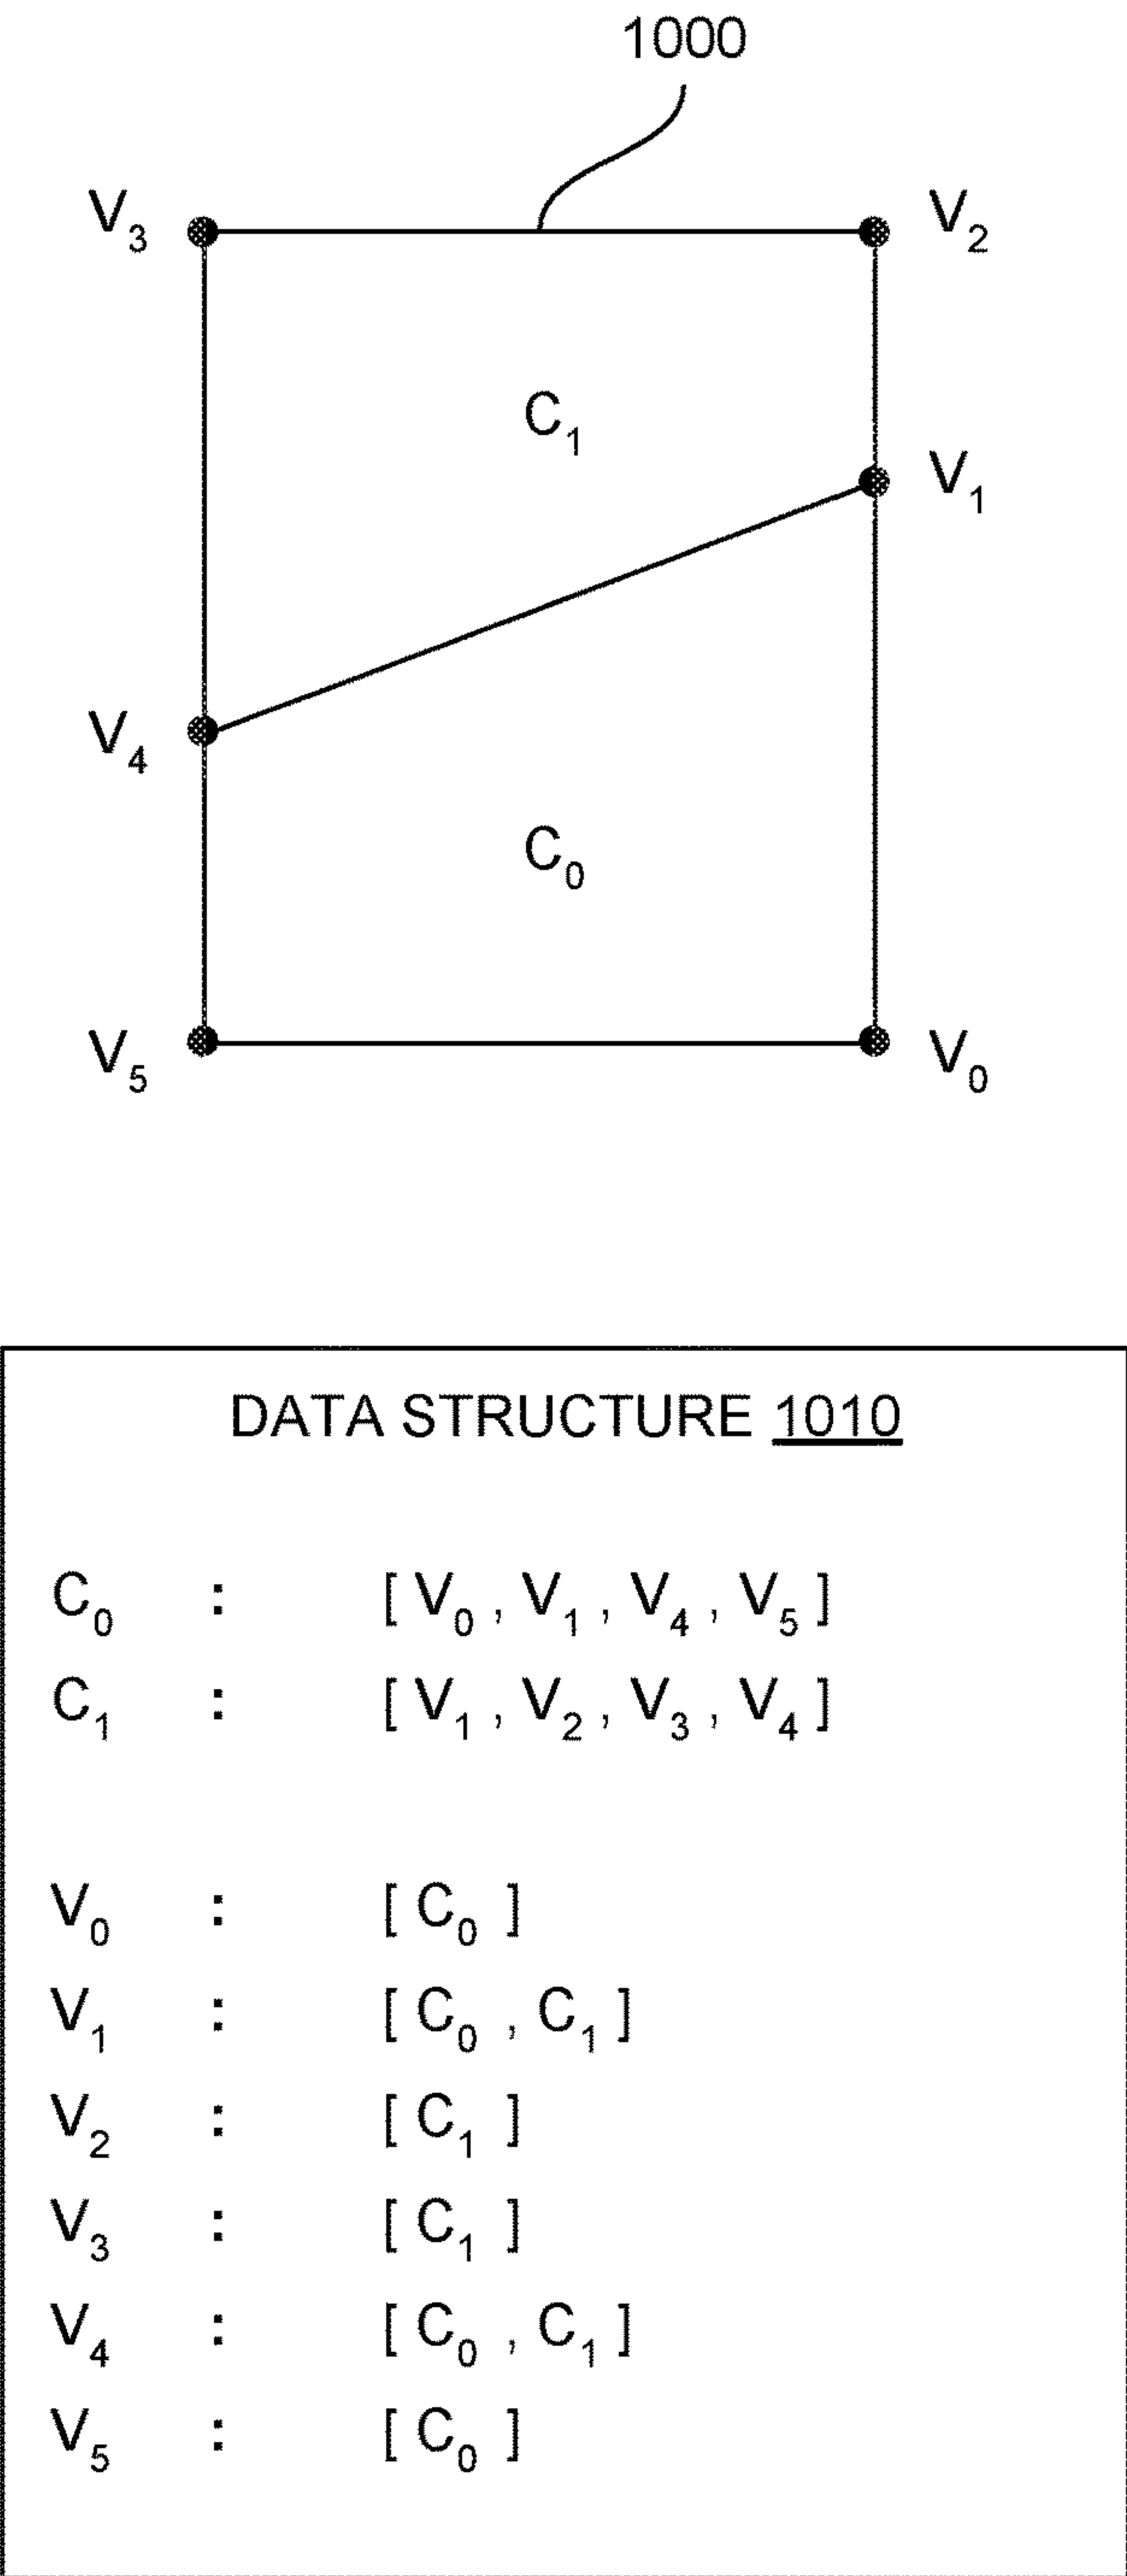 1000
V₃ V₂
C₁
V₁
V₄
C₀
V₅ V₀
DATA STRUCTURE 1010
C₀ : [ V₀ , V₁ , V₄ , V₅ ]
C₁ : [ V₁ , V₂ , V₃ , V₄ ]
V₀ : [ C₀ ]
V₁ : [ C₀ , C₁ ]
V₂ : [ C₁ ]
V₃ : [ C₁ ]
V₄ : [ C₀ , C₁ ]
V₅ : [ C₀ ]